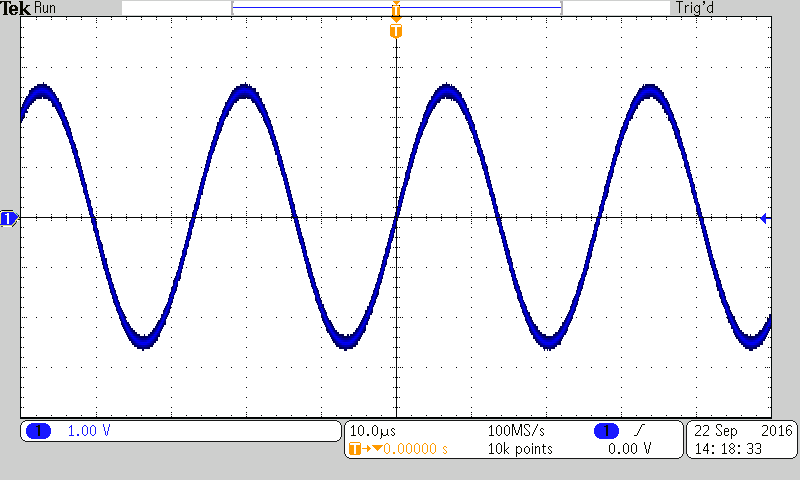 Tek Run Trig'd
T
T
1
1 1.00 V
10.0µs 100MS/s 1 22 Sep 2016
T→▼0.00000 s 10k points 0.00 V 14:18:33